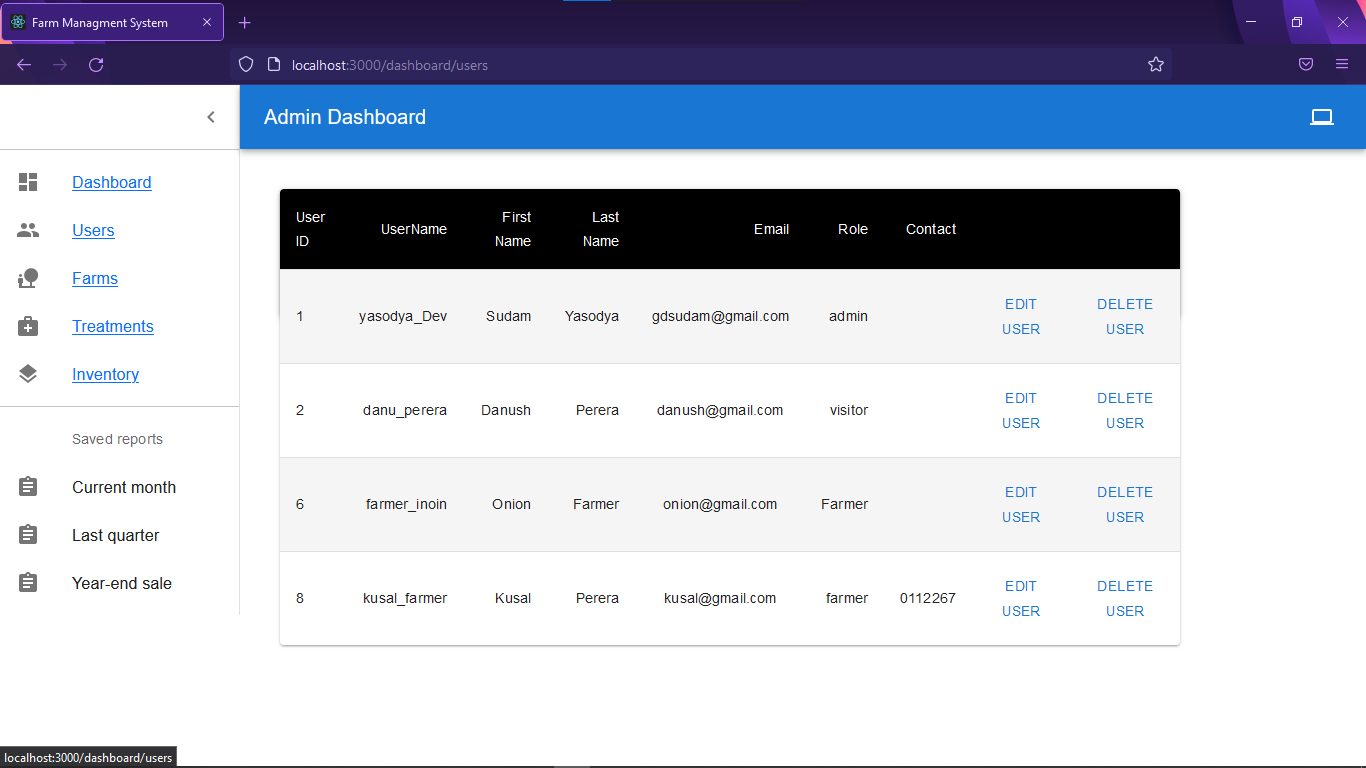 Farm Managment System
localhost:3000/dashboard/users
Admin Dashboard
Dashboard
Users
Farms
Treatments
Inventory
Saved reports
Current month
Last quarter
Year-end sale
User ID UserName First Name Last Name Email Role Contact
1 yasodya_Dev Sudam Yasodya gdsudam@gmail.com admin EDIT USER DELETE USER
2 danu_perera Danush Perera danush@gmail.com visitor EDIT USER DELETE USER
6 farmer_inoin Onion Farmer onion@gmail.com Farmer EDIT USER DELETE USER
8 kusal_farmer Kusal Perera kusal@gmail.com farmer 0112267 EDIT USER DELETE USER
localhost:3000/dashboard/users